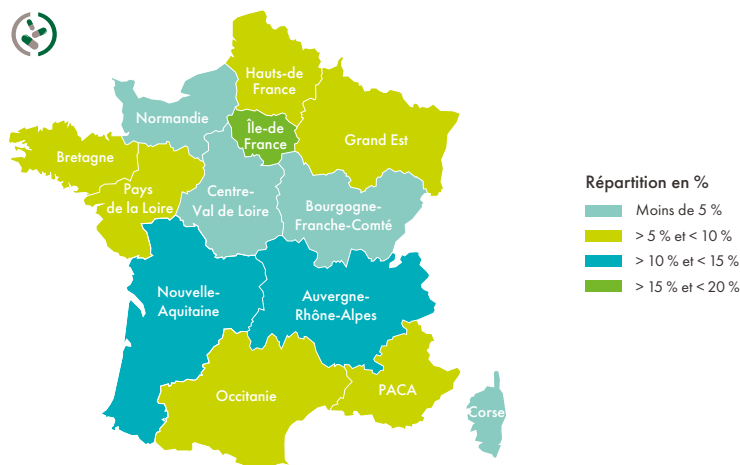 Hauts-de
France
Normandie
Île-de
France
Grand Est
Bretagne
Pays
de la Loire
Centre-
Val de Loire
Bourgogne-
Franche-Comté
Nouvelle-
Aquitaine
Auvergne-
Rhône-Alpes
Occitanie
PACA
Corse
Répartition en %
Moins de 5 %
> 5 % et < 10 %
> 10 % et < 15 %
> 15 % et < 20 %